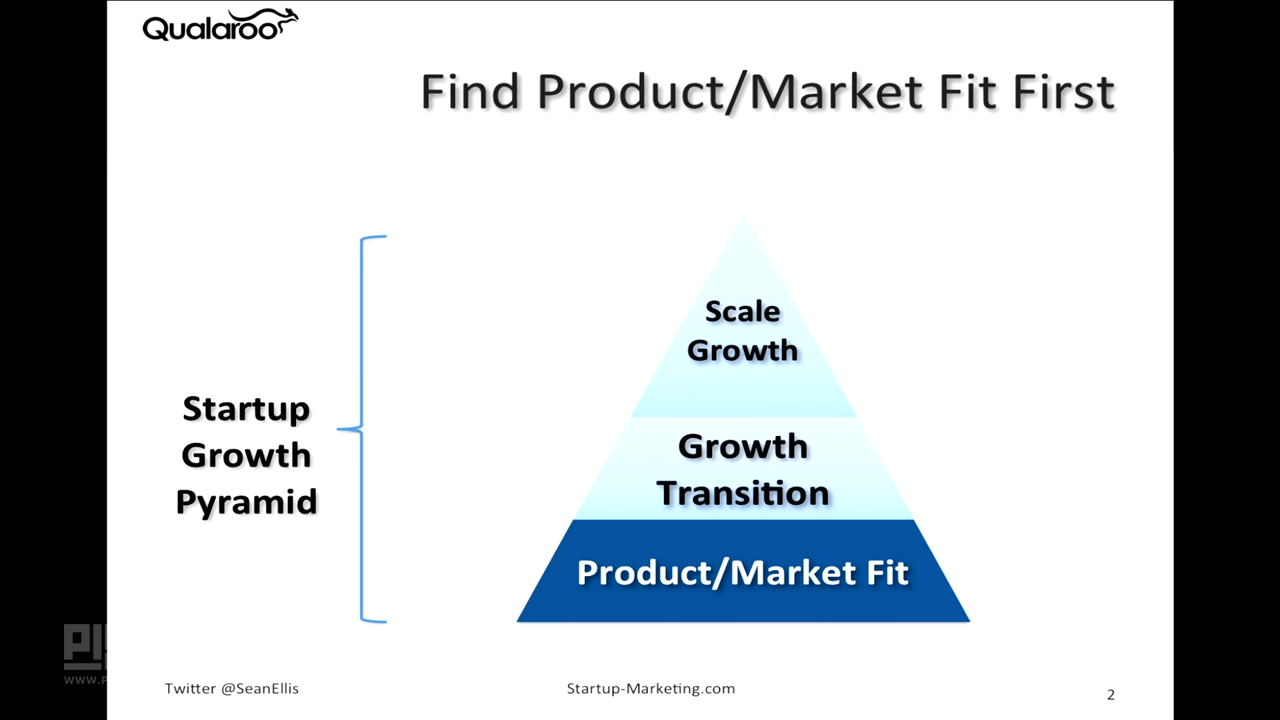 Qualaroo
Find Product/Market Fit First
Scale
Growth
Startup
Growth
Pyramid
Growth
Transition
Product/Market Fit
Twitter @SeanEllis
Startup-Marketing.com
2